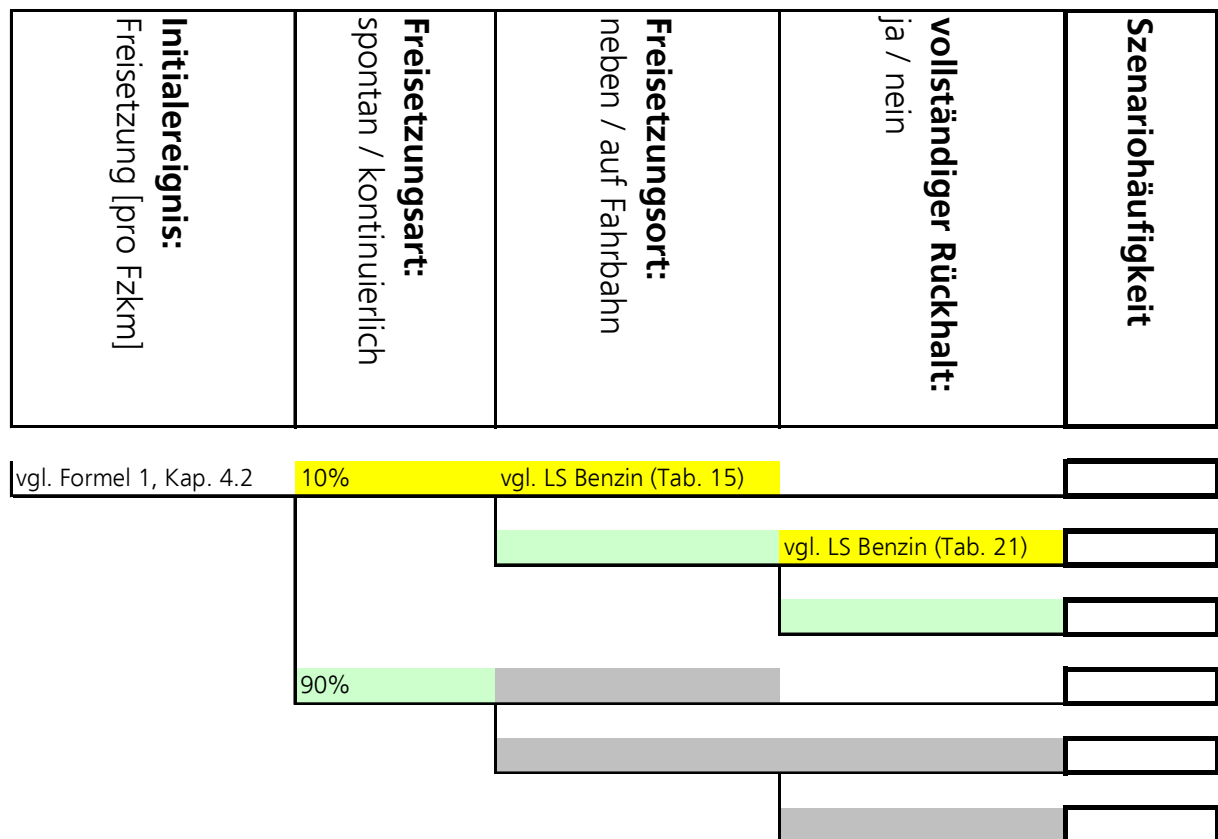 Initialereignis:
Freisetzung [pro Fzkm]
Freisetzungsart:
spontan / kontinuierlich
Freisetzungsort:
neben / auf Fahrbahn
vollständiger Rückhalt:
ja / nein
Szenariohäufigkeit
vgl. Formel 1, Kap. 4.2
10%
vgl. LS Benzin (Tab. 15)
vgl. LS Benzin (Tab. 21)
90%